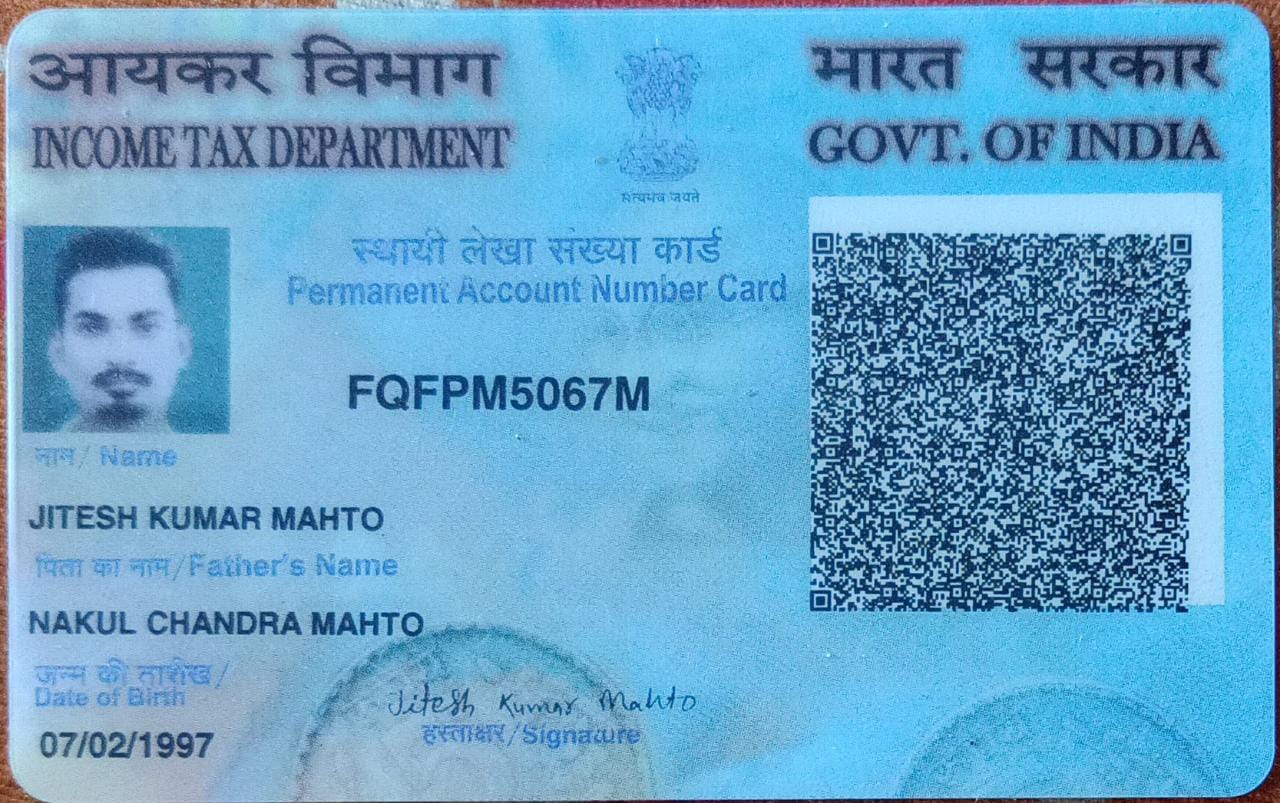 आयकर विभाग
INCOME TAX DEPARTMENT
सत्यमेव जयते
भारत सरकार
GOVT. OF INDIA
स्थायी लेखा संख्या कार्ड
Permanent Account Number Card
FQFPM5067M
नाम / Name
JITESH KUMAR MAHTO
पिता का नाम/Father's Name
NAKUL CHANDRA MAHTO
जन्म की तारीख/
Date of Birth
07/02/1997
Jitesh Kumar Mahto
हस्ताक्षर/Signature